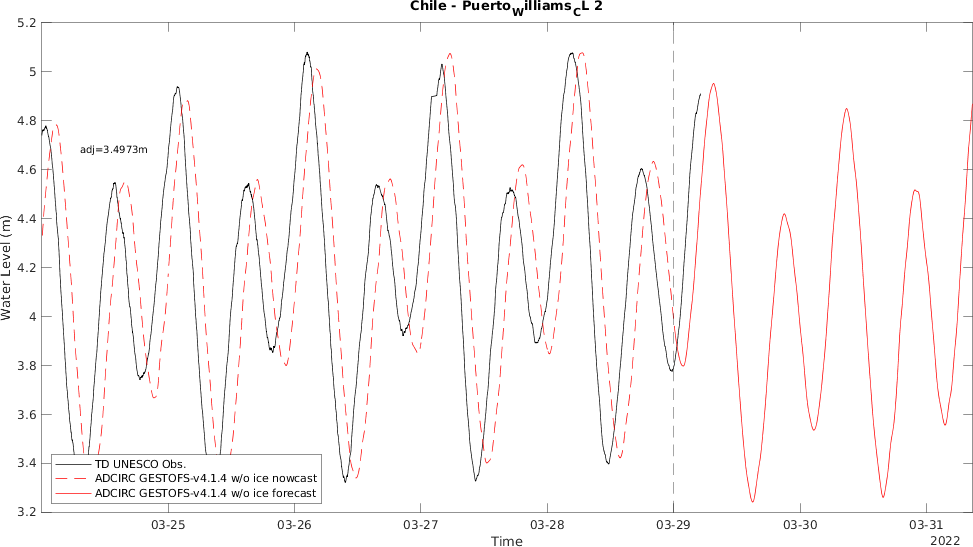 Chile - PuertoWilliamsCL 2
5.2
5
4.8
4.6
4.4
4.2
4
3.8
3.6
3.4
3.2
Water Level (m)
adj=3.4973m
TD UNESCO Obs.
ADCIRC GESTOFS-v4.1.4 w/o ice nowcast
ADCIRC GESTOFS-v4.1.4 w/o ice forecast
03-25 03-26 03-27 03-28 03-29 03-30 03-31
Time
2022